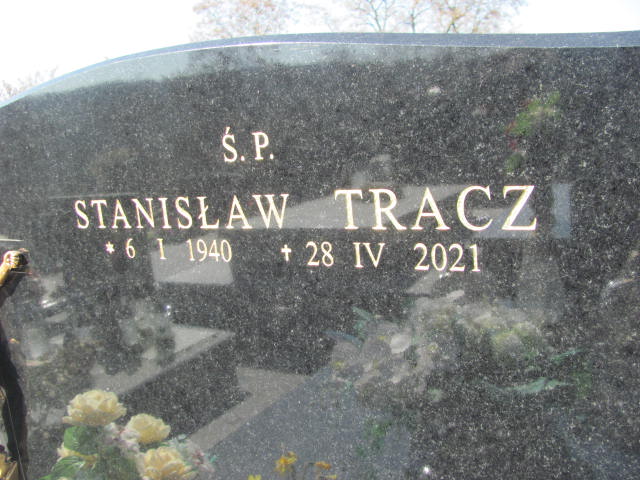 Ś. P.
STANISŁAW TRACZ
* 6 I 1940 ✝ 28 IV 2021